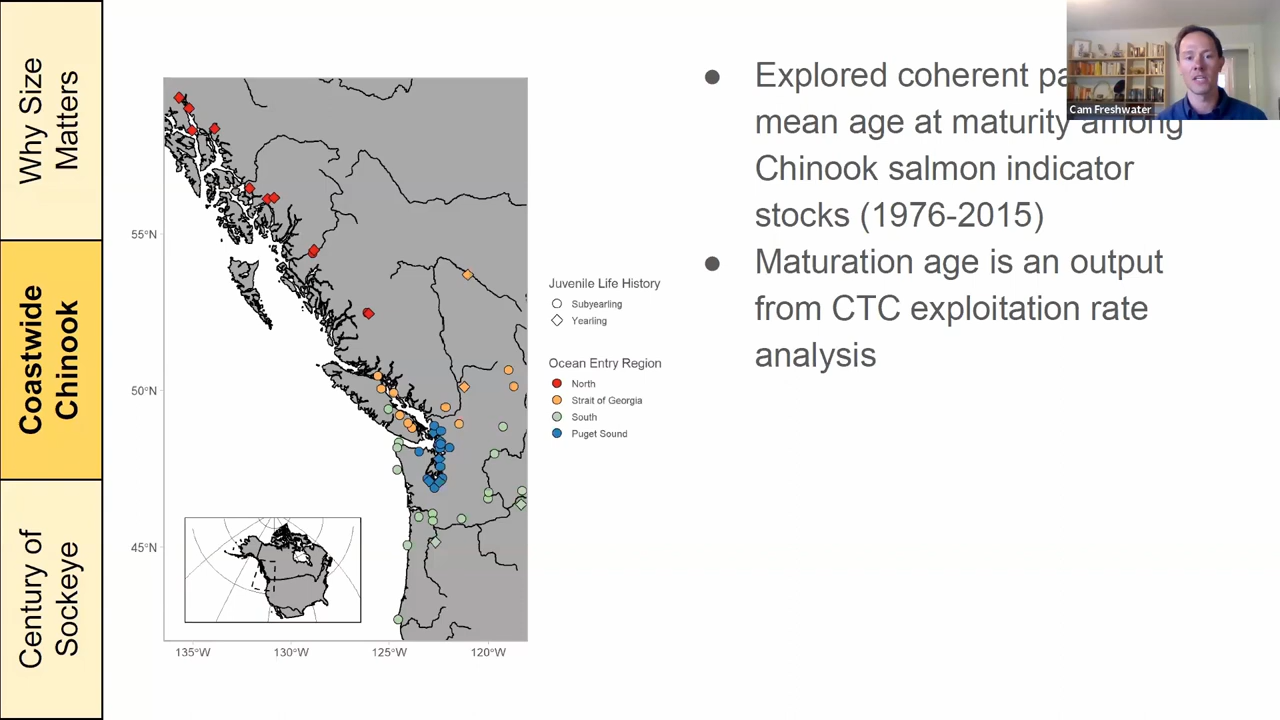 Why Size
Matters
Coastwide
Chinook
Century of
Sockeye
55°N
50°N
45°N
135°W
130°W
125°W
120°W
Juvenile Life History
Subyearling
Yearling
Ocean Entry Region
North
Strait of Georgia
South
Puget Sound
● Explored coherent
mean age at maturity among
Chinook salmon indicator
stocks (1976-2015)
● Maturation age is an output
from CTC exploitation rate
analysis
Cam Freshwater